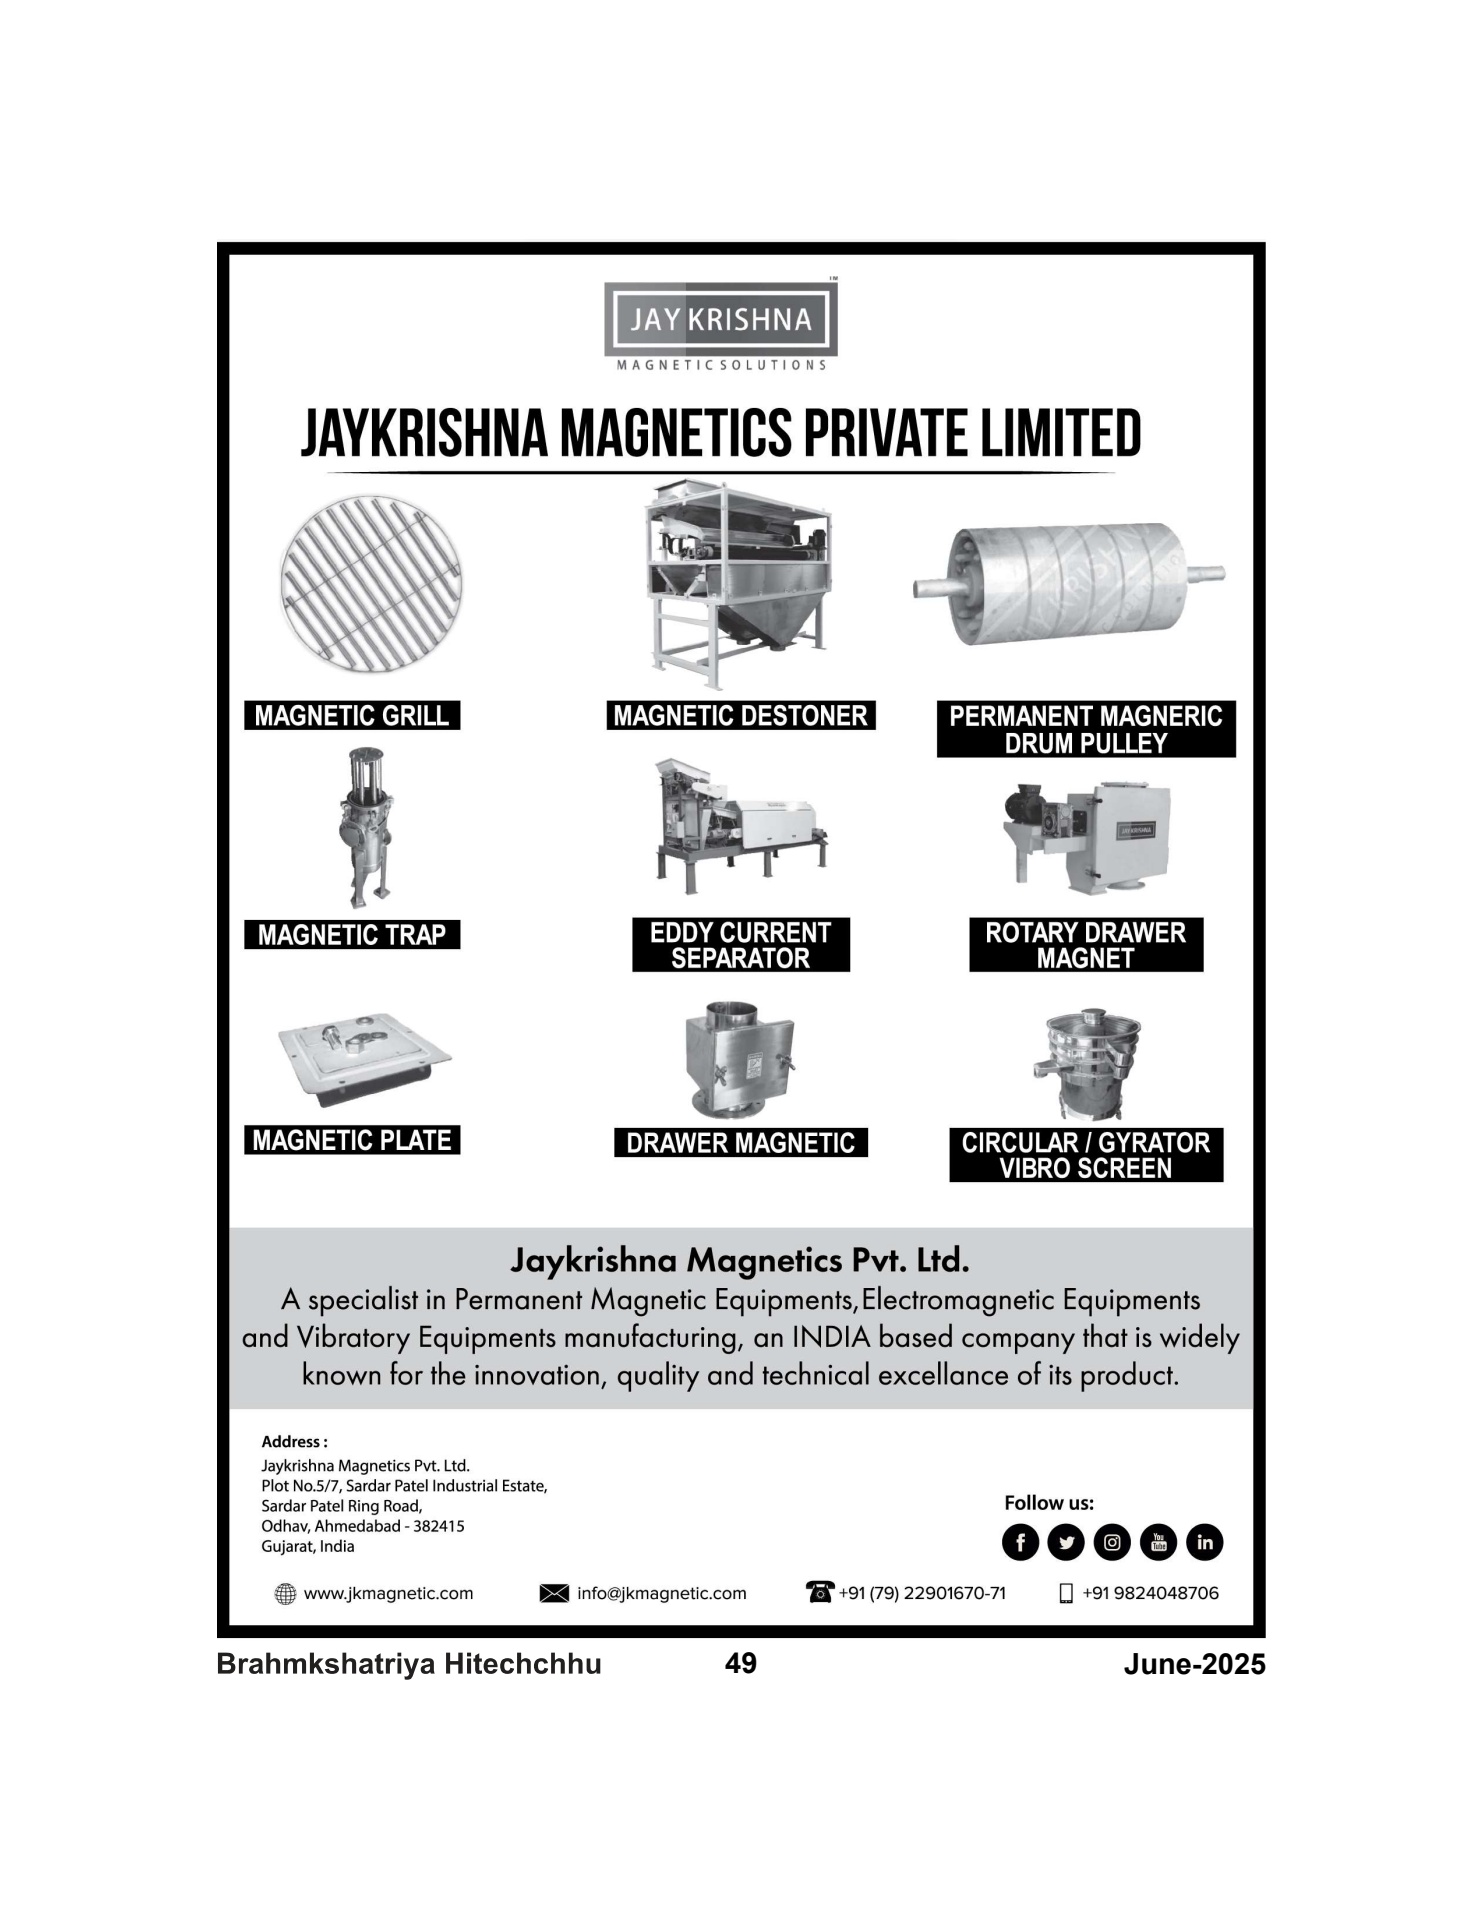 TM
JAY KRISHNA
MAGNETIC SOLUTIONS
JAYKRISHNA MAGNETICS PRIVATE LIMITED
MAGNETIC GRILL
MAGNETIC DESTONER
PERMANENT MAGNERIC
DRUM PULLEY
JAYKRISHNA
MAGNETIC TRAP
EDDY CURRENT
SEPARATOR
ROTARY DRAWER
MAGNET
MAGNETIC PLATE
DRAWER MAGNETIC
CIRCULAR / GYRATOR
VIBRO SCREEN
Jaykrishna Magnetics Pvt. Ltd.
A specialist in Permanent Magnetic Equipments,Electromagnetic Equipments
and Vibratory Equipments manufacturing, an INDIA based company that is widely
known for the innovation, quality and technical excellance of its product.
Address :
Jaykrishna Magnetics Pvt. Ltd.
Plot No.5/7, Sardar Patel Industrial Estate,
Sardar Patel Ring Road,
Odhav, Ahmedabad - 382415
Gujarat, India
Follow us:
You Tube
www.jkmagnetic.com
info@jkmagnetic.com
+91 (79) 22901670-71
+91 9824048706
Brahmkshatriya Hitechchhu
49
June-2025